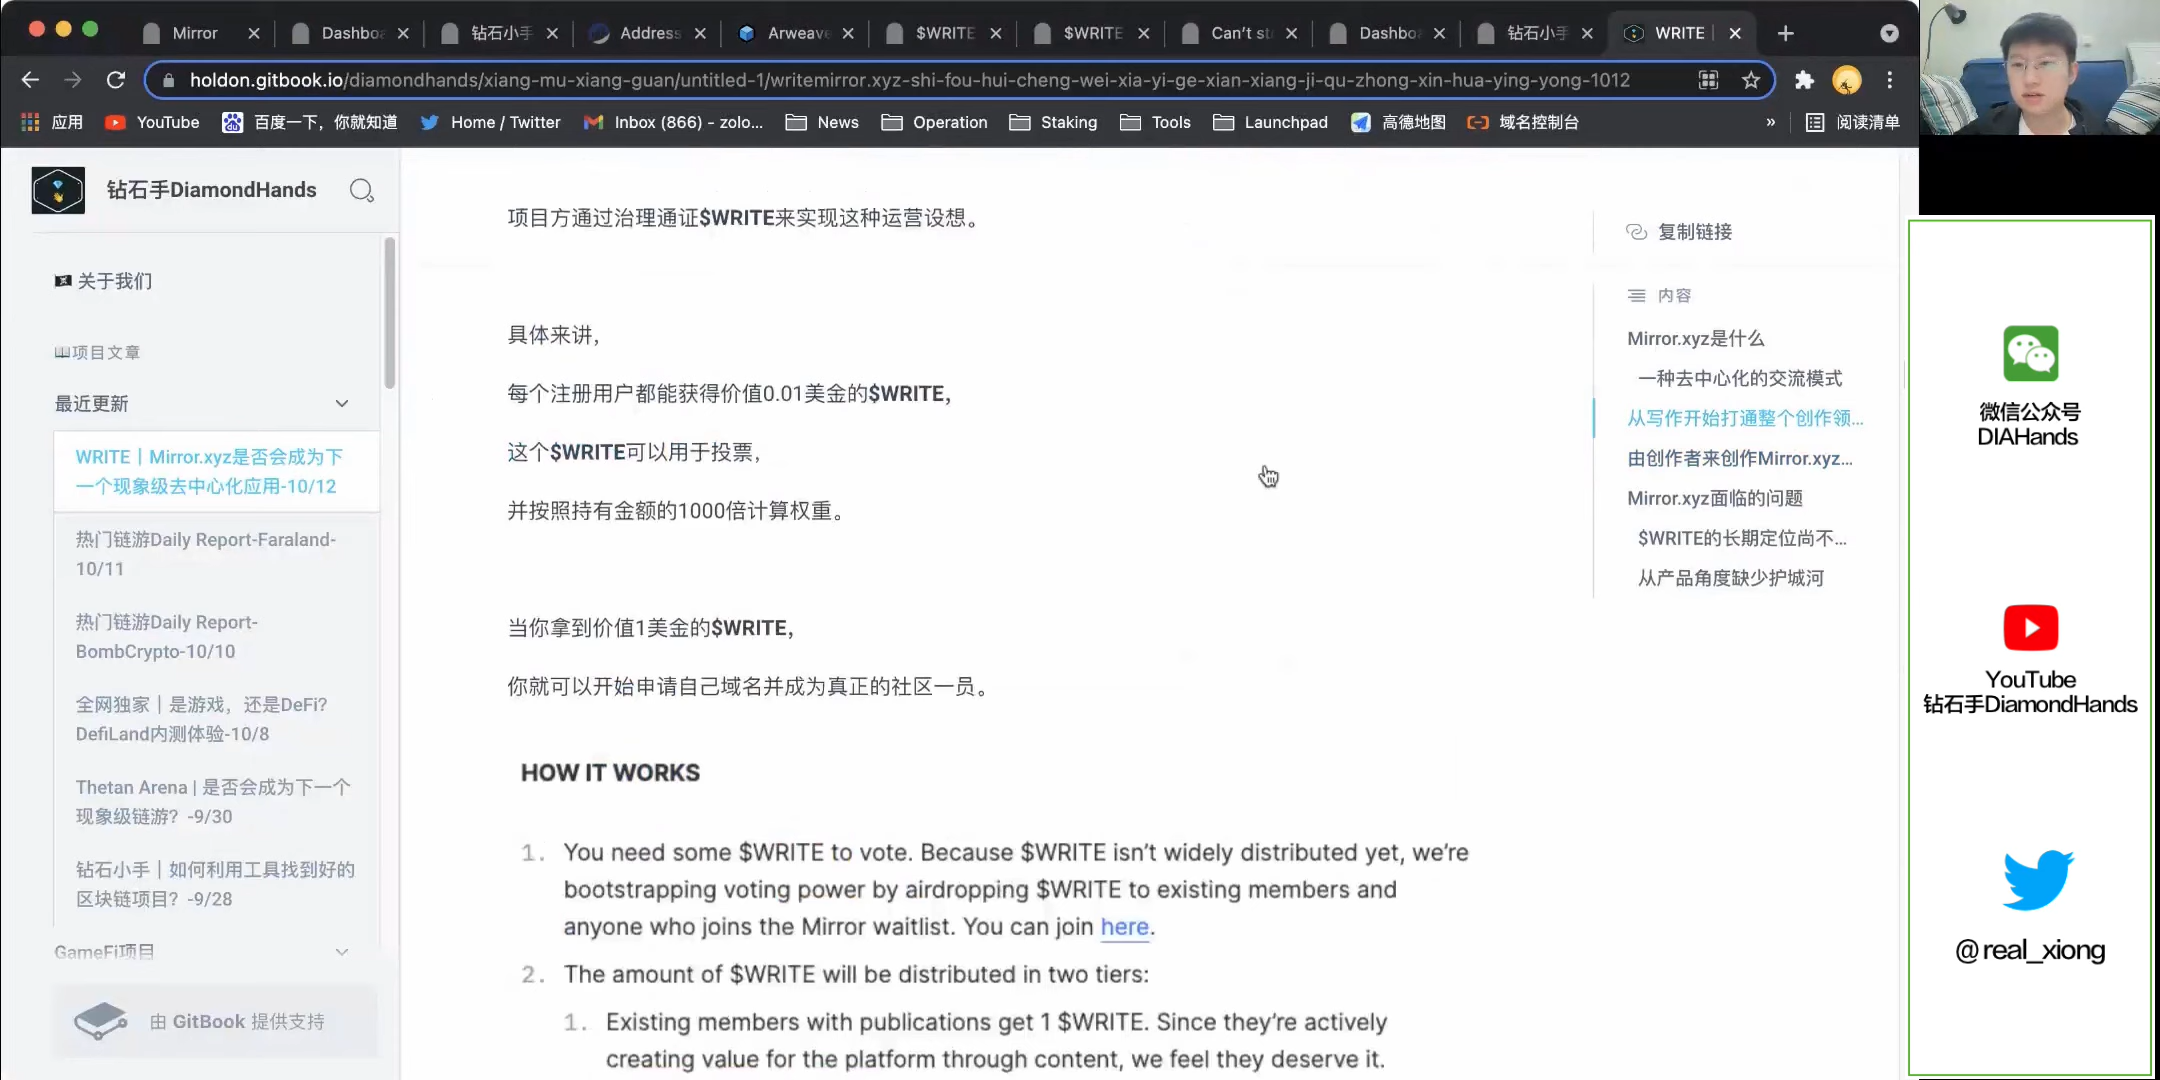 Mirror
Dashbo
钻石小手
Address
Arweave
$WRITE
$WRITE
Can't st
Dashbo
钻石小手
WRITE
holdon.gitbook.io/diamondhands/xiang-mu-xiang-guan/untitled-1/writemirror.xyz-shi-fou-hui-cheng-wei-xia-yi-ge-xian-xiang-ji-qu-zhong-xin-hua-ying-yong-1012
应用
YouTube
百度一下，你就知道
Home / Twitter
Inbox (866) - zolo...
News
Operation
Staking
Tools
Launchpad
高德地图
域名控制台
»
阅读清单
钻石手DiamondHands
关于我们
项目文章
最近更新
WRITE｜Mirror.xyz是否会成为下
一个现象级去中心化应用-10/12
热门链游Daily Report-Faraland-
10/11
热门链游Daily Report-
BombCrypto-10/10
全网独家｜是游戏，还是DeFi?
DefiLand内测体验-10/8
Thetan Arena | 是否会成为下一个
现象级链游？-9/30
钻石小手｜如何利用工具找到好的
区块链项目？-9/28
GameFi项目
由 GitBook 提供支持
项目方通过治理通证$WRITE来实现这种运营设想。
具体来讲，
每个注册用户都能获得价值0.01美金的$WRITE，
这个$WRITE可以用于投票，
并按照持有金额的1000倍计算权重。
当你拿到价值1美金的$WRITE，
你就可以开始申请自己域名并成为真正的社区一员。
HOW IT WORKS
1. You need some $WRITE to vote. Because $WRITE isn't widely distributed yet, we're
bootstrapping voting power by airdropping $WRITE to existing members and
anyone who joins the Mirror waitlist. You can join here.
2. The amount of $WRITE will be distributed in two tiers:
1. Existing members with publications get 1 $WRITE. Since they're actively
creating value for the platform through content, we feel they deserve it.
复制链接
内容
Mirror.xyz是什么
一种去中心化的交流模式
从写作开始打通整个创作领...
由创作者来创作Mirror.xyz...
Mirror.xyz面临的问题
$WRITE的长期定位尚不...
从产品角度缺少护城河
微信公众号
DIAHands
YouTube
钻石手DiamondHands
@real_xiong